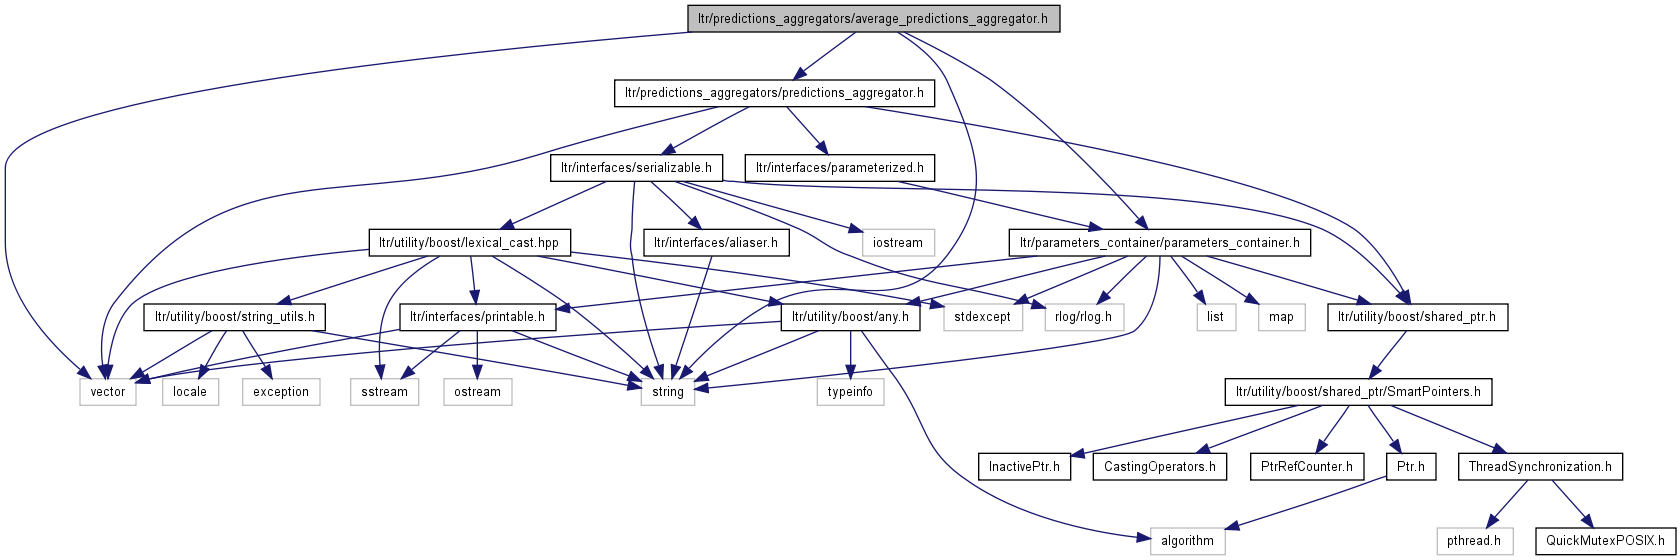 ltr/predictions_aggregators/average_predictions_aggregator.h
ltr/predictions_aggregators/predictions_aggregator.h
ltr/interfaces/serializable.h
ltr/interfaces/parameterized.h
ltr/utility/boost/lexical_cast.hpp
ltr/interfaces/aliaser.h
iostream
ltr/parameters_container/parameters_container.h
ltr/utility/boost/string_utils.h
ltr/interfaces/printable.h
ltr/utility/boost/any.h
stdexcept
rlog/rlog.h
list
map
ltr/utility/boost/shared_ptr.h
vector
locale
exception
sstream
ostream
string
typeinfo
ltr/utility/boost/shared_ptr/SmartPointers.h
InactivePtr.h
CastingOperators.h
PtrRefCounter.h
Ptr.h
ThreadSynchronization.h
algorithm
pthread.h
QuickMutexPOSIX.h